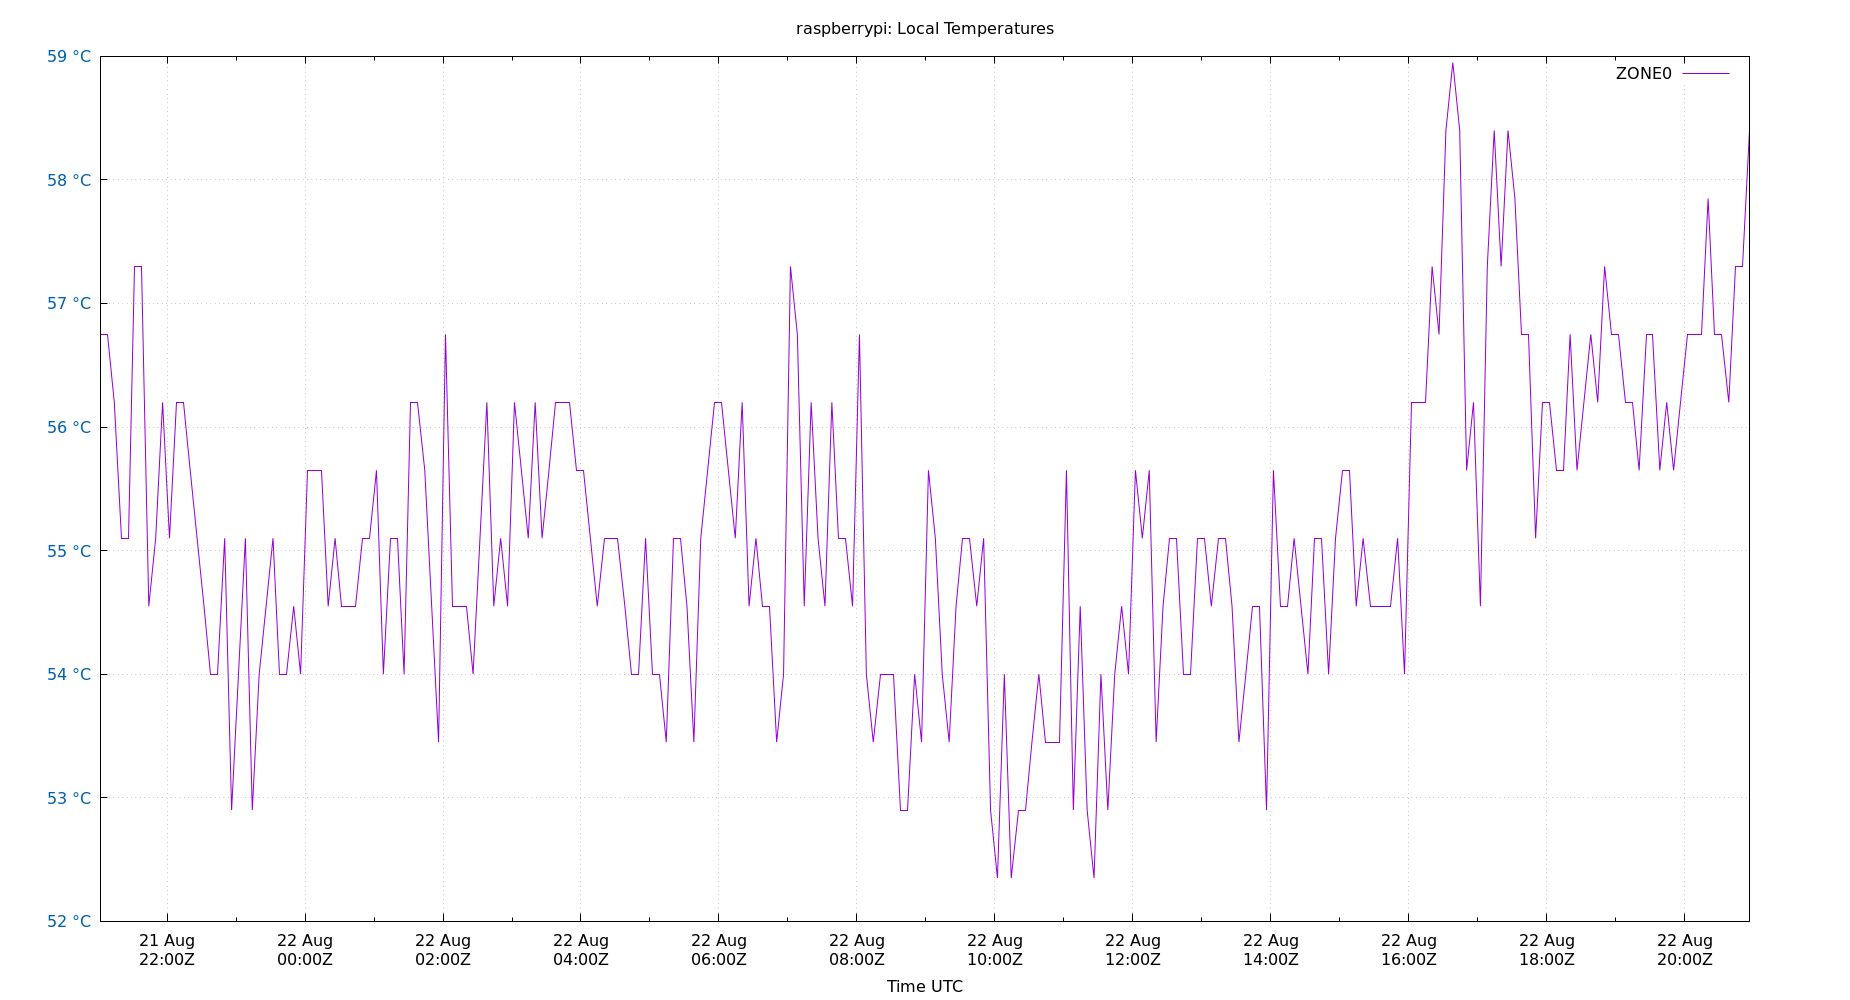 raspberrypi: Local Temperatures
59 °C
ZONE0
58 °C
57 °C
56 °C
55 °C
54 °C
53 °C
52 °C
21 Aug 22 Aug 22 Aug 22 Aug 22 Aug 22 Aug 22 Aug 22 Aug 22 Aug 22 Aug 22 Aug 22 Aug
22:00Z 00:00Z 02:00Z 04:00Z 06:00Z 08:00Z 10:00Z 12:00Z 14:00Z 16:00Z 18:00Z 20:00Z
Time UTC